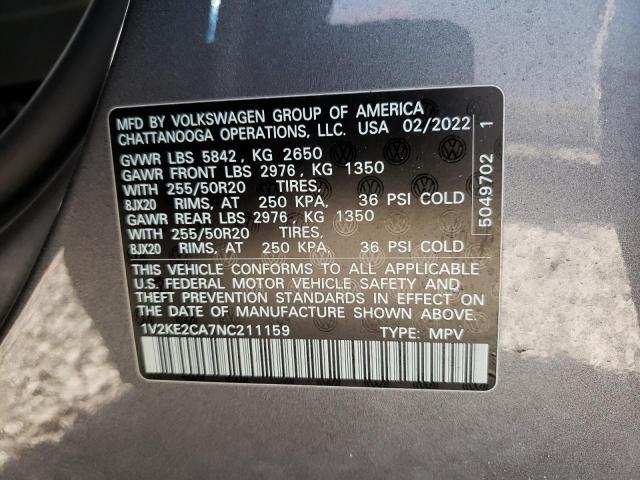 MFD BY VOLKSWAGEN GROUP OF AMERICA
CHATTANOOGA OPERATIONS, LLC. USA 02/2022
GVWR LBS 5842, KG 2650
GAWR FRONT LBS 2976, KG 1350
WITH 255/50R20 TIRES,
8JX20 RIMS, AT 250 KPA, 36 PSI COLD
GAWR REAR LBS 2976, KG 1350
WITH 255/50R20 TIRES,
8JX20 RIMS, AT 250 KPA, 36 PSI COLD
THIS VEHICLE CONFORMS TO ALL APPLICABLE
U.S. FEDERAL MOTOR VEHICLE SAFETY AND
THEFT PREVENTION STANDARDS IN EFFECT ON
THE DATE OF MANUFACTURE SHOWN ABOVE.
1V2KE2CA7NC211159 TYPE: MPV
5049702 1